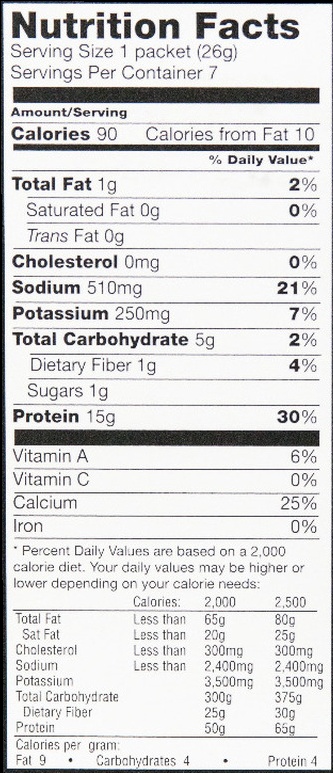 Nutrition Facts
Serving Size 1 packet (26g)
Servings Per Container 7
Amount/Serving
Calories 90 Calories from Fat 10
% Daily Value*
Total Fat 1g 2%
Saturated Fat 0g 0%
Trans Fat 0g
Cholesterol 0mg 0%
Sodium 510mg 21%
Potassium 250mg 7%
Total Carbohydrate 5g 2%
Dietary Fiber 1g 4%
Sugars 1g
Protein 15g 30%
Vitamin A 6%
Vitamin C 0%
Calcium 25%
Iron 0%
* Percent Daily Values are based on a 2,000
calorie diet. Your daily values may be higher or
lower depending on your calorie needs:
Calories: 2,000 2,500
Total Fat Less than 65g 80g
Sat Fat Less than 20g 25g
Cholesterol Less than 300mg 300mg
Sodium Less than 2,400mg 2,400mg
Potassium 3,500mg 3,500mg
Total Carbohydrate 300g 375g
Dietary Fiber 25g 30g
Protein 50g 65g
Calories per gram:
Fat 9 • Carbohydrates 4 • Protein 4